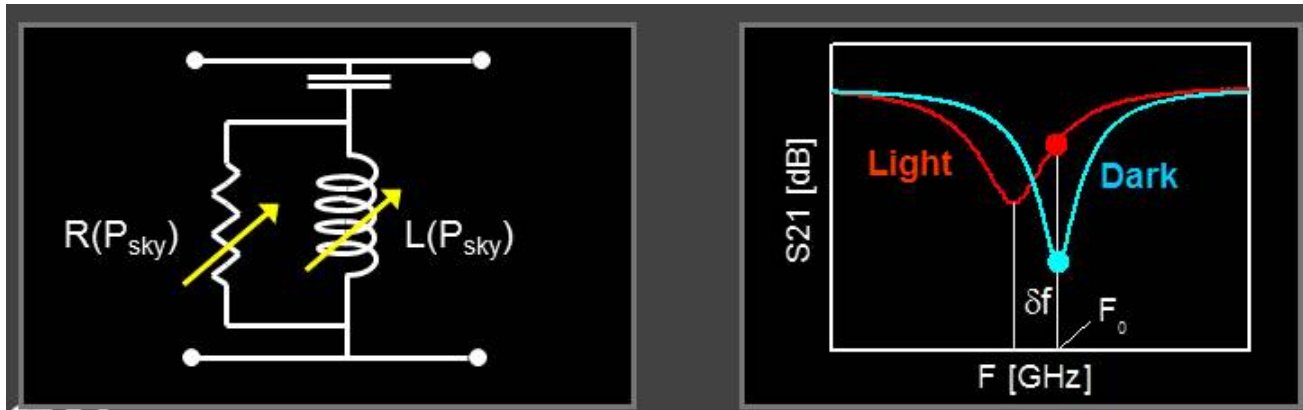 R(Psky)
L(Psky)
S21 [dB]
Light
Dark
δf
F0
F [GHz]